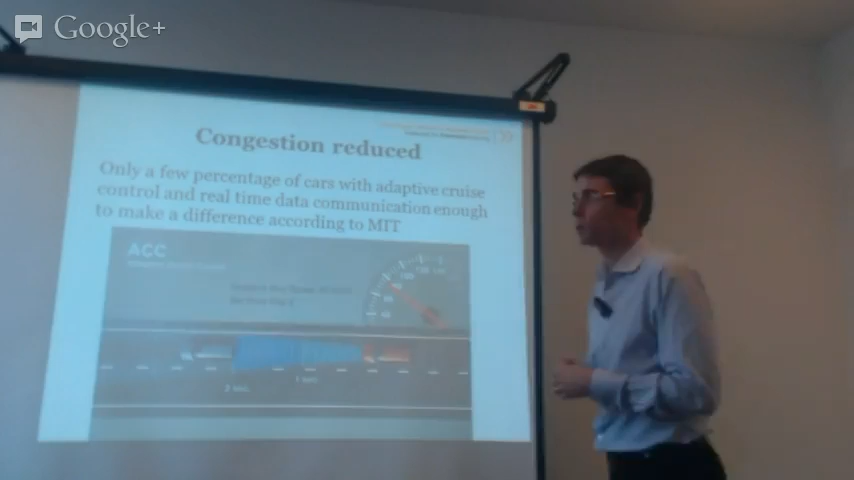 Google+
Congestion reduced
Only a few percentage of cars with adaptive cruise
control and real time data communication enough
to make a difference according to MIT
ACC